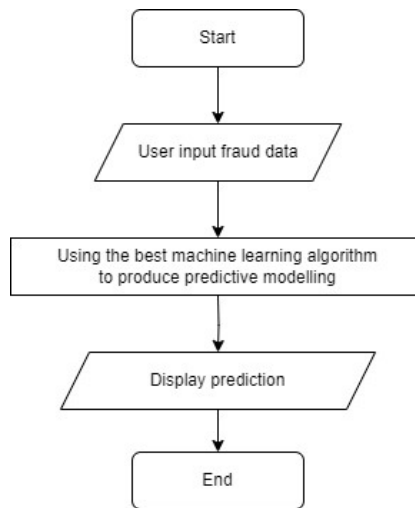 Start
User input fraud data
Using the best machine learning algorithm
to produce predictive modelling
Display prediction
End